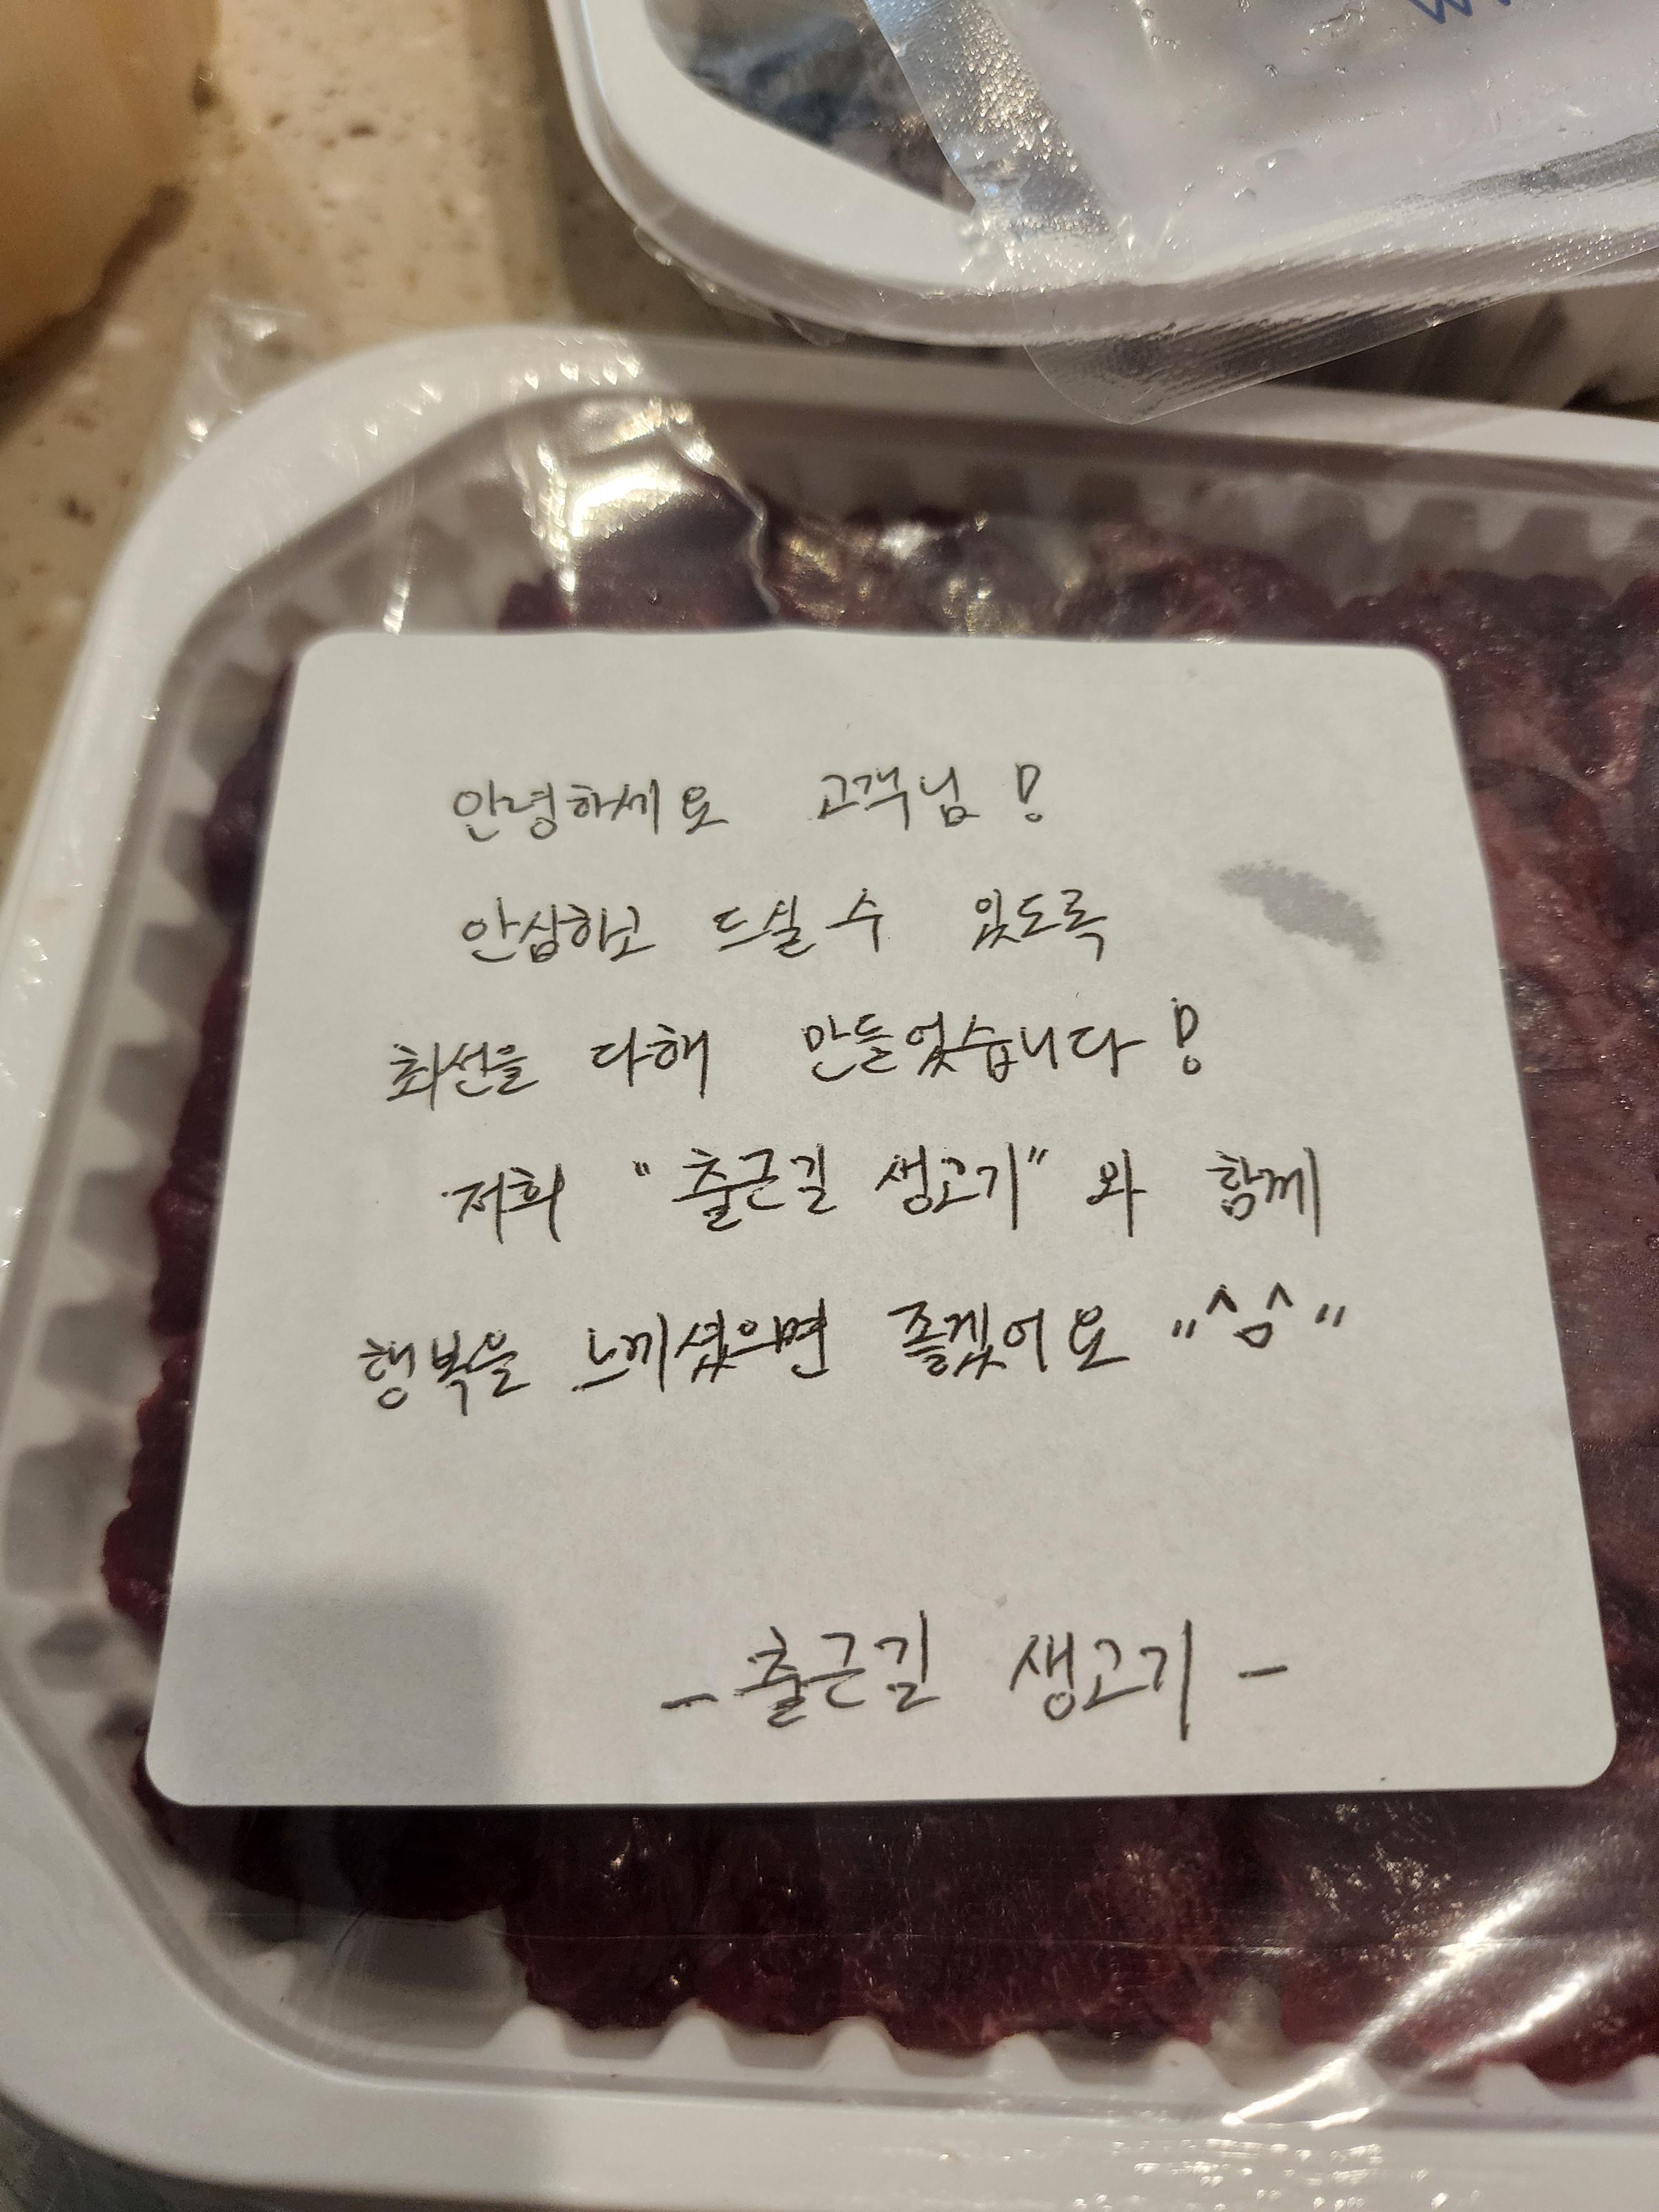 안녕하세요 고객님!
안심하고 드실 수 있도록
최선을 다해 만들었습니다!
저희 "출근길 생고기" 와 함께
행복을 느끼셨으면 좋겠어요 "^ㅁ^"
- 출근길 생고기 -